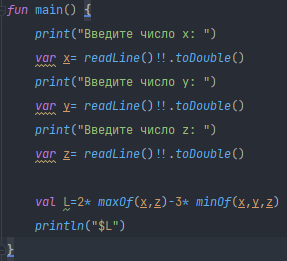 fun main() {
print("Введите число x: ")
var x= readLine()!!.toDouble()
print("Введите число y: ")
var y= readLine()!!.toDouble()
print("Введите число z: ")
var z= readLine()!!.toDouble()
val L=2* maxOf(x,z)-3* minOf(x,y,z)
println("$L")
}